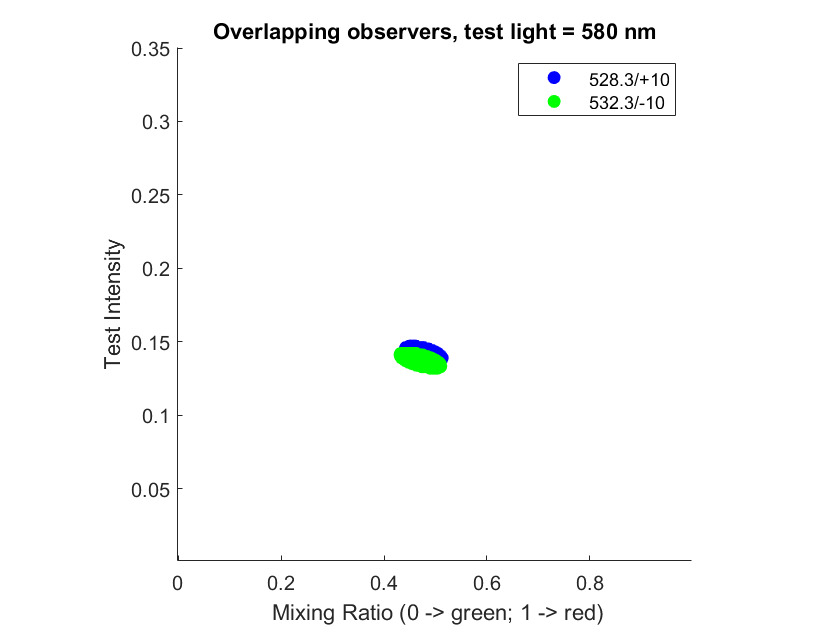 Overlapping observers, test light = 580 nm
528.3/+10
532.3/-10
0.35
0.3
0.25
0.2
0.15
0.1
0.05
Test Intensity
0 0.2 0.4 0.6 0.8
Mixing Ratio (0 -> green; 1 -> red)